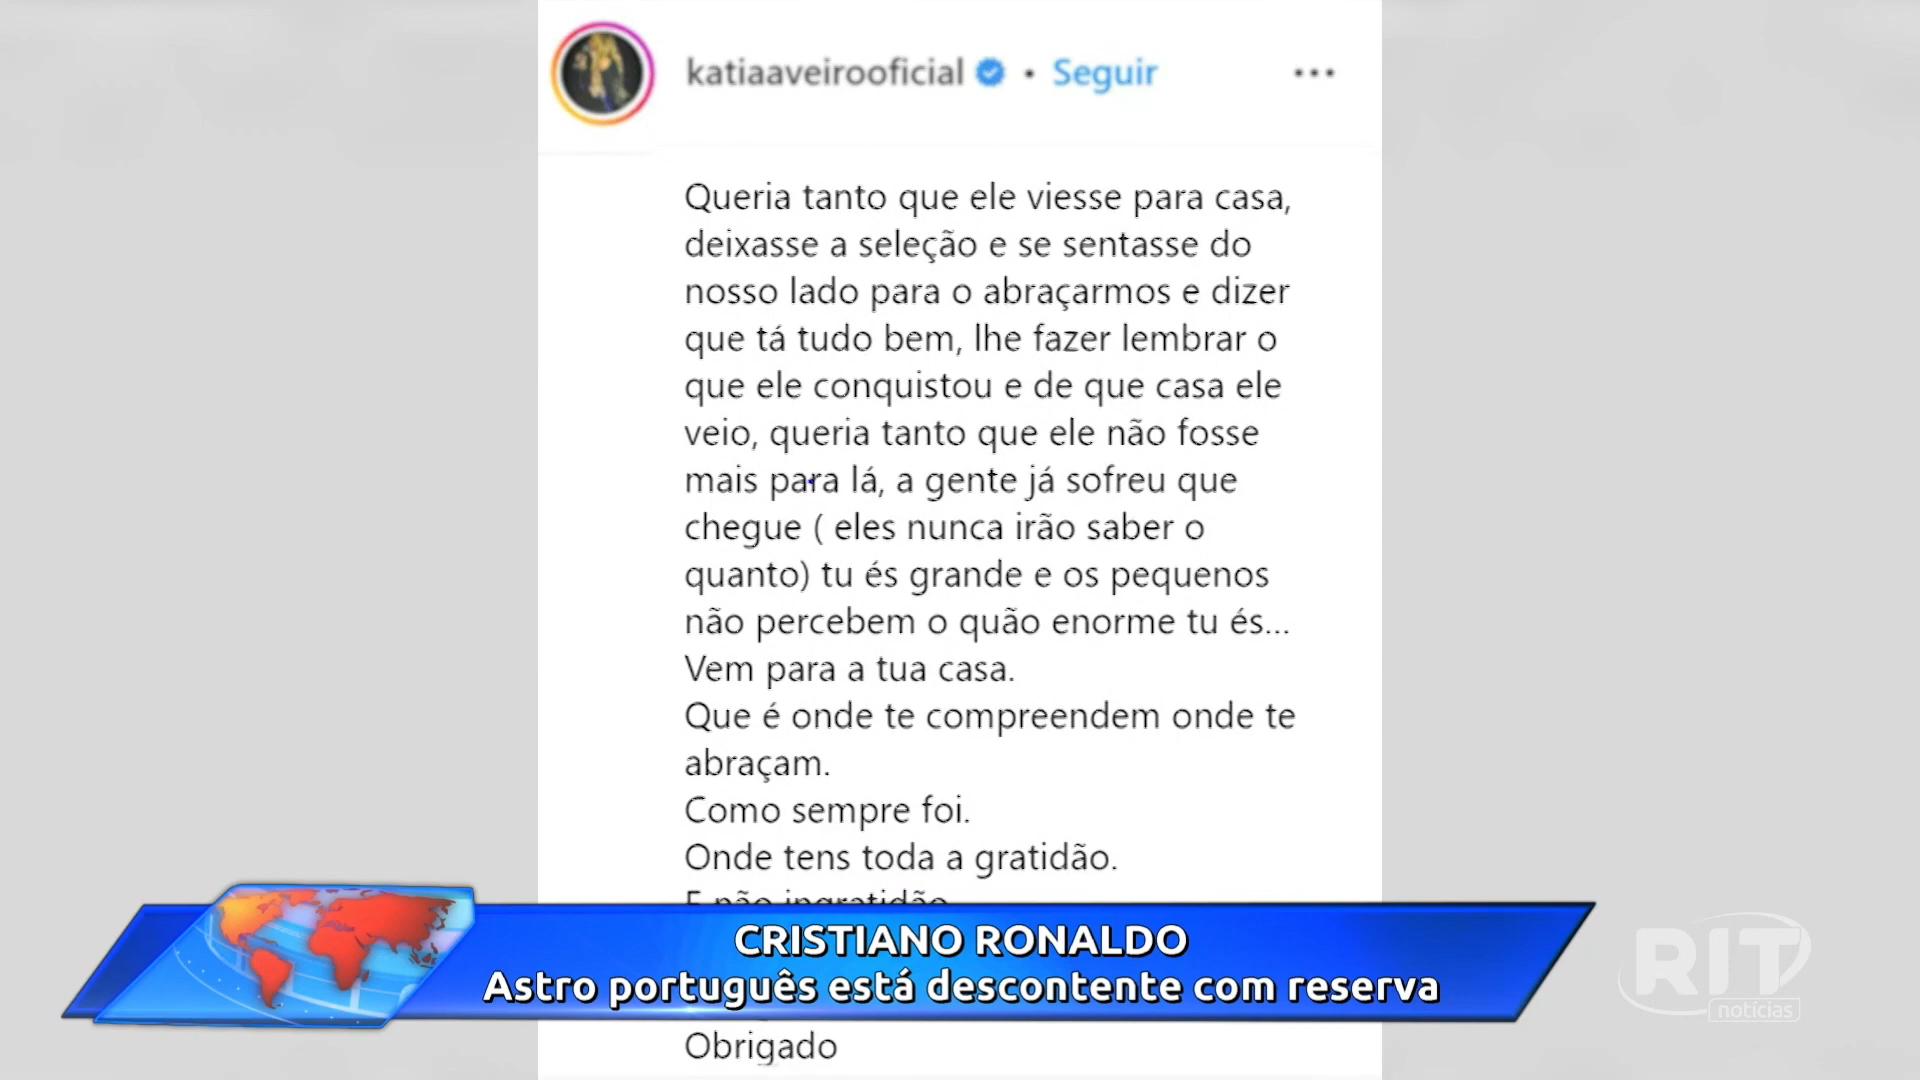 katiaaveirooficial • Seguir
Queria tanto que ele viesse para casa,
deixasse a seleção e se sentasse do
nosso lado para o abraçarmos e dizer
que tá tudo bem, lhe fazer lembrar o
que ele conquistou e de que casa ele
veio, queria tanto que ele não fosse
mais para lá, a gente já sofreu que
chegue ( eles nunca irão saber o
quanto) tu és grande e os pequenos
não percebem o quão enorme tu és...
Vem para a tua casa.
Que é onde te compreendem onde te
abraçam.
Como sempre foi.
Onde tens toda a gratidão.
E não ingratidão
CRISTIANO RONALDO
Astro português está descontente com reserva
RIT
notícias
Obrigado